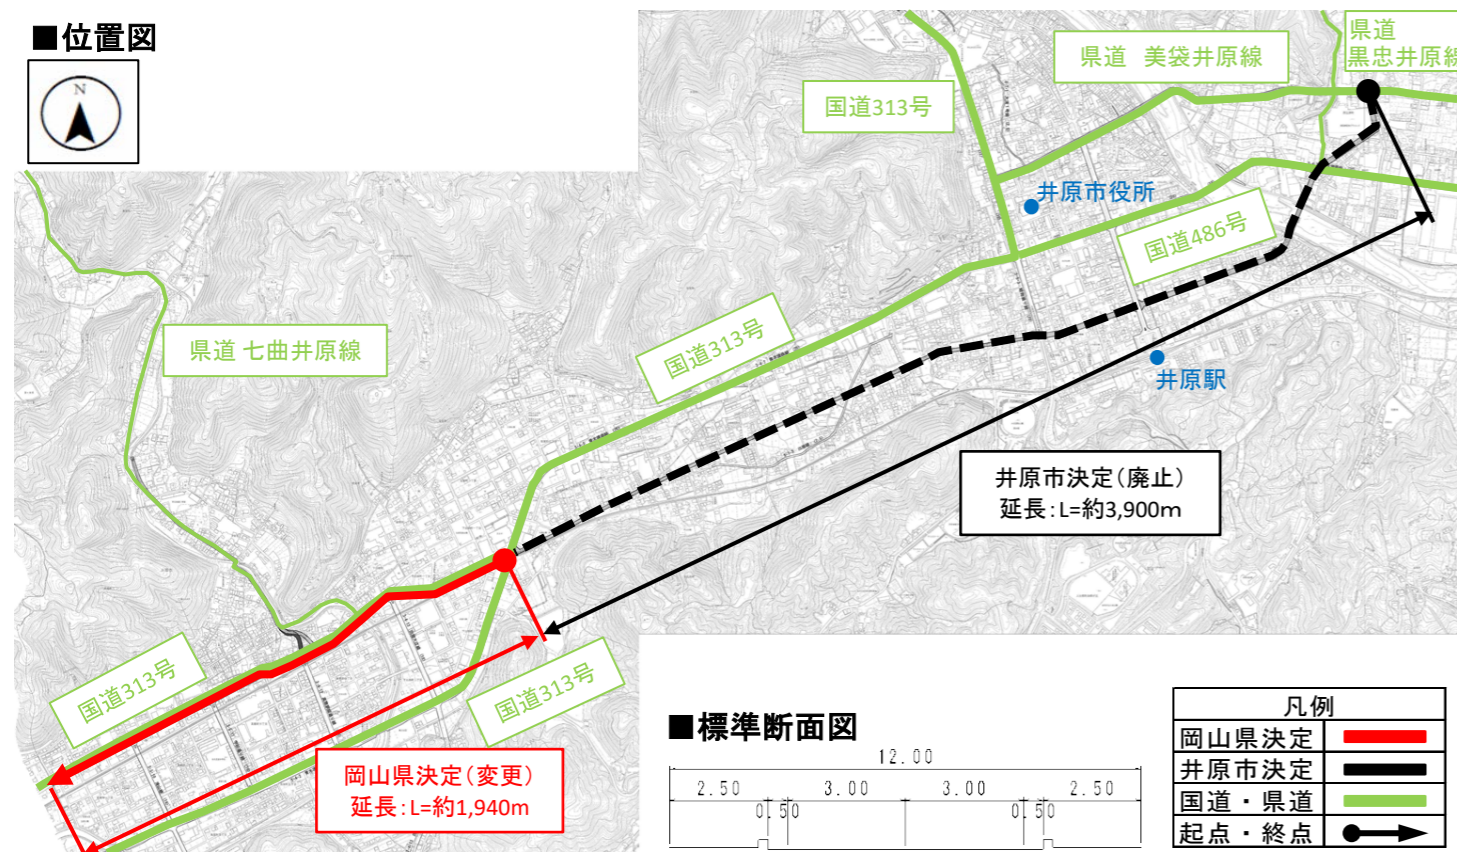 ■位置図
N
県道 美袋井原線
県道
黒忠井原線
国道313号
井原市役所
国道486号
県道 七曲井原線
国道313号
井原駅
井原市決定(廃止)
延長:L=約3,900m
国道313号
国道313号
岡山県決定(変更)
延長:L=約1,940m
■標準断面図
12.00
2.50
0.50
3.00
3.00
0.50
2.50
凡例
岡山県決定
井原市決定
国道・県道
起点・終点